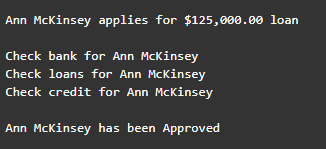 Ann McKinsey applies for $125,000.00 loan
Check bank for Ann McKinsey
Check loans for Ann McKinsey
Check credit for Ann McKinsey
Ann McKinsey has been Approved